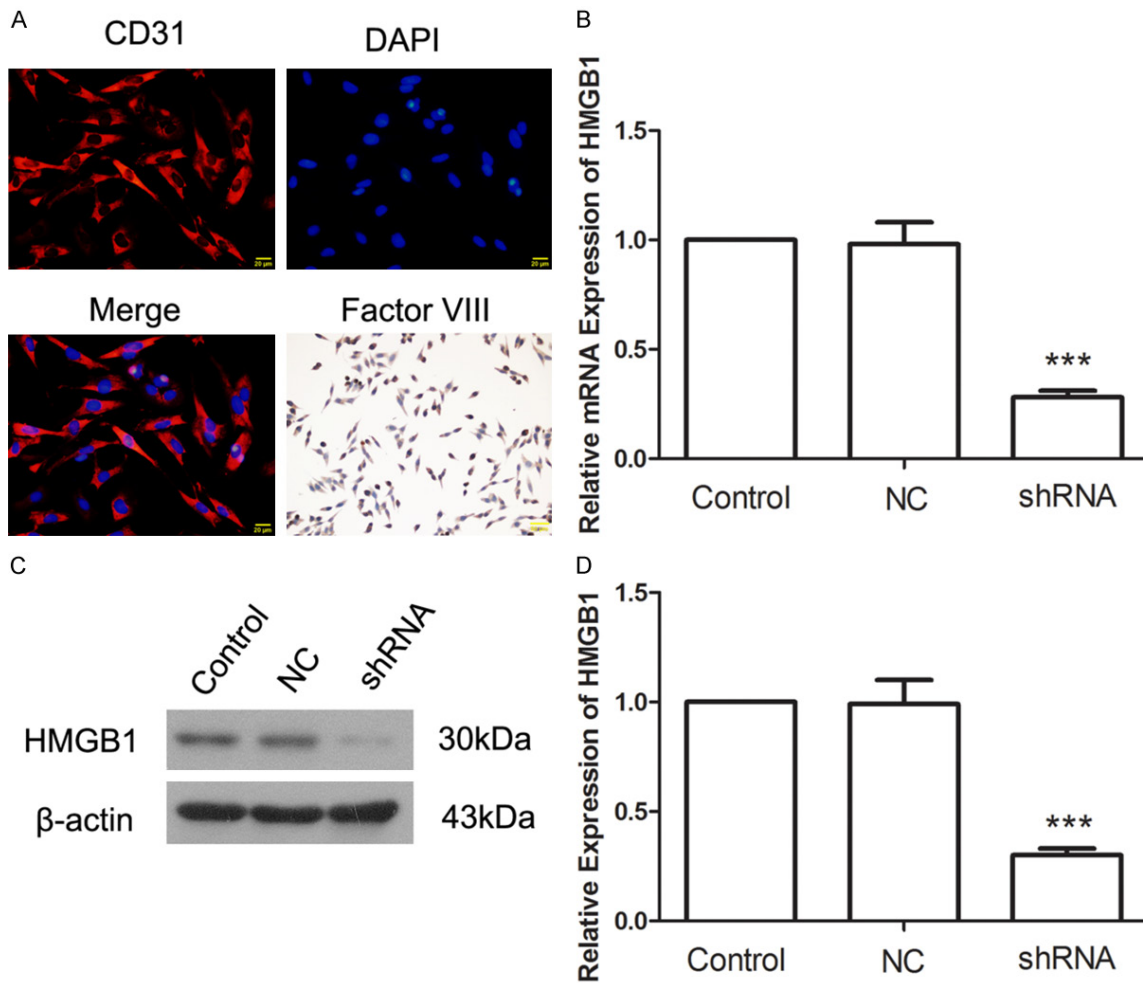 A
CD31
DAPI
20 µm
20 µm
Merge
Factor VIII
20 µm
B
Relative mRNA Expression of HMGB1
1.5
1.0
0.5
0.0
***
Control
NC
shRNA
C
Control
NC
shRNA
HMGB1
30kDa
β-actin
43kDa
D
Relative Expression of HMGB1
1.5
1.0
0.5
0.0
***
Control
NC
shRNA